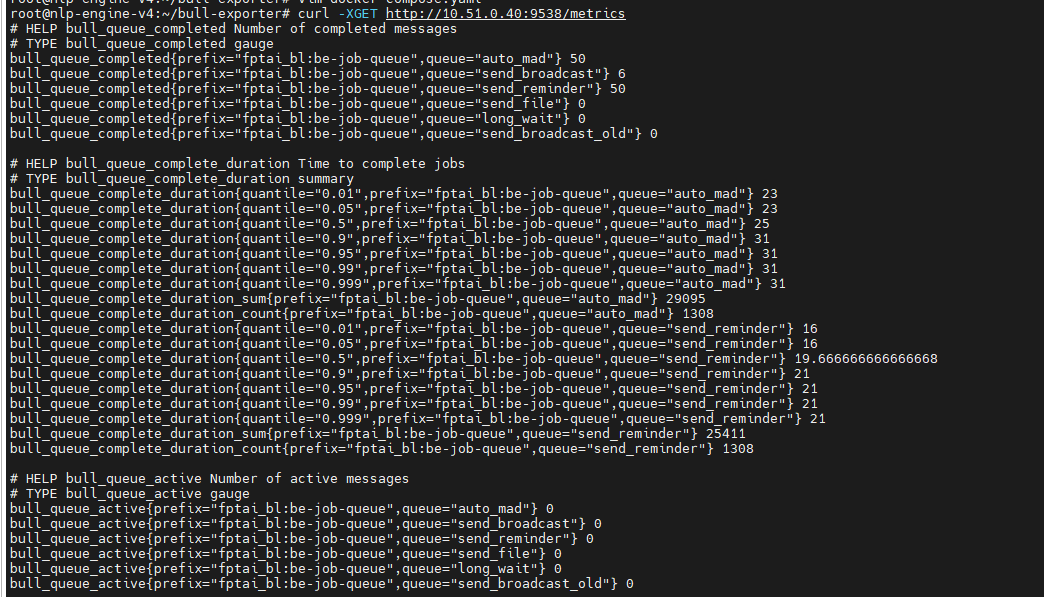 root@nlp-engine-v4:~/bull-exporter# vim docker-compose.yaml
root@nlp-engine-v4:~/bull-exporter# curl -XGET http://10.51.0.40:9538/metrics
# HELP bull_queue_completed Number of completed messages
# TYPE bull_queue_completed gauge
bull_queue_completed{prefix="fptai_bl:be-job-queue",queue="auto_mad"} 50
bull_queue_completed{prefix="fptai_bl:be-job-queue",queue="send_broadcast"} 6
bull_queue_completed{prefix="fptai_bl:be-job-queue",queue="send_reminder"} 50
bull_queue_completed{prefix="fptai_bl:be-job-queue",queue="send_file"} 0
bull_queue_completed{prefix="fptai_bl:be-job-queue",queue="long_wait"} 0
bull_queue_completed{prefix="fptai_bl:be-job-queue",queue="send_broadcast_old"} 0

# HELP bull_queue_complete_duration Time to complete jobs
# TYPE bull_queue_complete_duration summary
bull_queue_complete_duration{quantile="0.01",prefix="fptai_bl:be-job-queue",queue="auto_mad"} 23
bull_queue_complete_duration{quantile="0.05",prefix="fptai_bl:be-job-queue",queue="auto_mad"} 23
bull_queue_complete_duration{quantile="0.5",prefix="fptai_bl:be-job-queue",queue="auto_mad"} 25
bull_queue_complete_duration{quantile="0.9",prefix="fptai_bl:be-job-queue",queue="auto_mad"} 31
bull_queue_complete_duration{quantile="0.95",prefix="fptai_bl:be-job-queue",queue="auto_mad"} 31
bull_queue_complete_duration{quantile="0.99",prefix="fptai_bl:be-job-queue",queue="auto_mad"} 31
bull_queue_complete_duration{quantile="0.999",prefix="fptai_bl:be-job-queue",queue="auto_mad"} 31
bull_queue_complete_duration_sum{prefix="fptai_bl:be-job-queue",queue="auto_mad"} 29095
bull_queue_complete_duration_count{prefix="fptai_bl:be-job-queue",queue="auto_mad"} 1308
bull_queue_complete_duration{quantile="0.01",prefix="fptai_bl:be-job-queue",queue="send_reminder"} 16
bull_queue_complete_duration{quantile="0.05",prefix="fptai_bl:be-job-queue",queue="send_reminder"} 16
bull_queue_complete_duration{quantile="0.5",prefix="fptai_bl:be-job-queue",queue="send_reminder"} 19.666666666666668
bull_queue_complete_duration{quantile="0.9",prefix="fptai_bl:be-job-queue",queue="send_reminder"} 21
bull_queue_complete_duration{quantile="0.95",prefix="fptai_bl:be-job-queue",queue="send_reminder"} 21
bull_queue_complete_duration{quantile="0.99",prefix="fptai_bl:be-job-queue",queue="send_reminder"} 21
bull_queue_complete_duration{quantile="0.999",prefix="fptai_bl:be-job-queue",queue="send_reminder"} 21
bull_queue_complete_duration_sum{prefix="fptai_bl:be-job-queue",queue="send_reminder"} 25411
bull_queue_complete_duration_count{prefix="fptai_bl:be-job-queue",queue="send_reminder"} 1308

# HELP bull_queue_active Number of active messages
# TYPE bull_queue_active gauge
bull_queue_active{prefix="fptai_bl:be-job-queue",queue="auto_mad"} 0
bull_queue_active{prefix="fptai_bl:be-job-queue",queue="send_broadcast"} 0
bull_queue_active{prefix="fptai_bl:be-job-queue",queue="send_reminder"} 0
bull_queue_active{prefix="fptai_bl:be-job-queue",queue="send_file"} 0
bull_queue_active{prefix="fptai_bl:be-job-queue",queue="long_wait"} 0
bull_queue_active{prefix="fptai_bl:be-job-queue",queue="send_broadcast_old"} 0